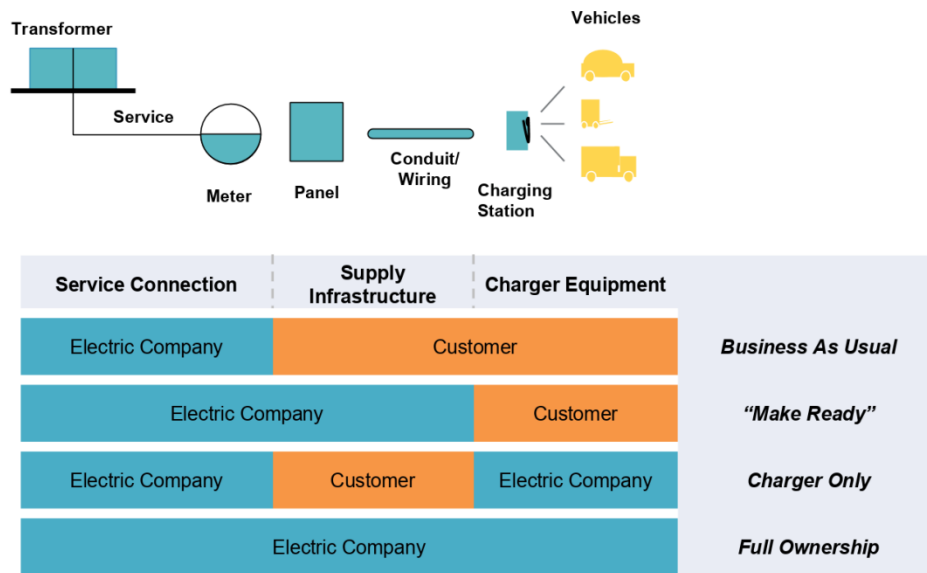 Vehicles
Transformer
Service
Conduit/
Wiring
Meter
Panel
Charging
Station
Service Connection
Supply
Infrastructure
Charger Equipment
Electric Company
Customer
Business As Usual
Electric Company
Customer
“Make Ready”
Electric Company
Customer
Electric Company
Charger Only
Electric Company
Full Ownership